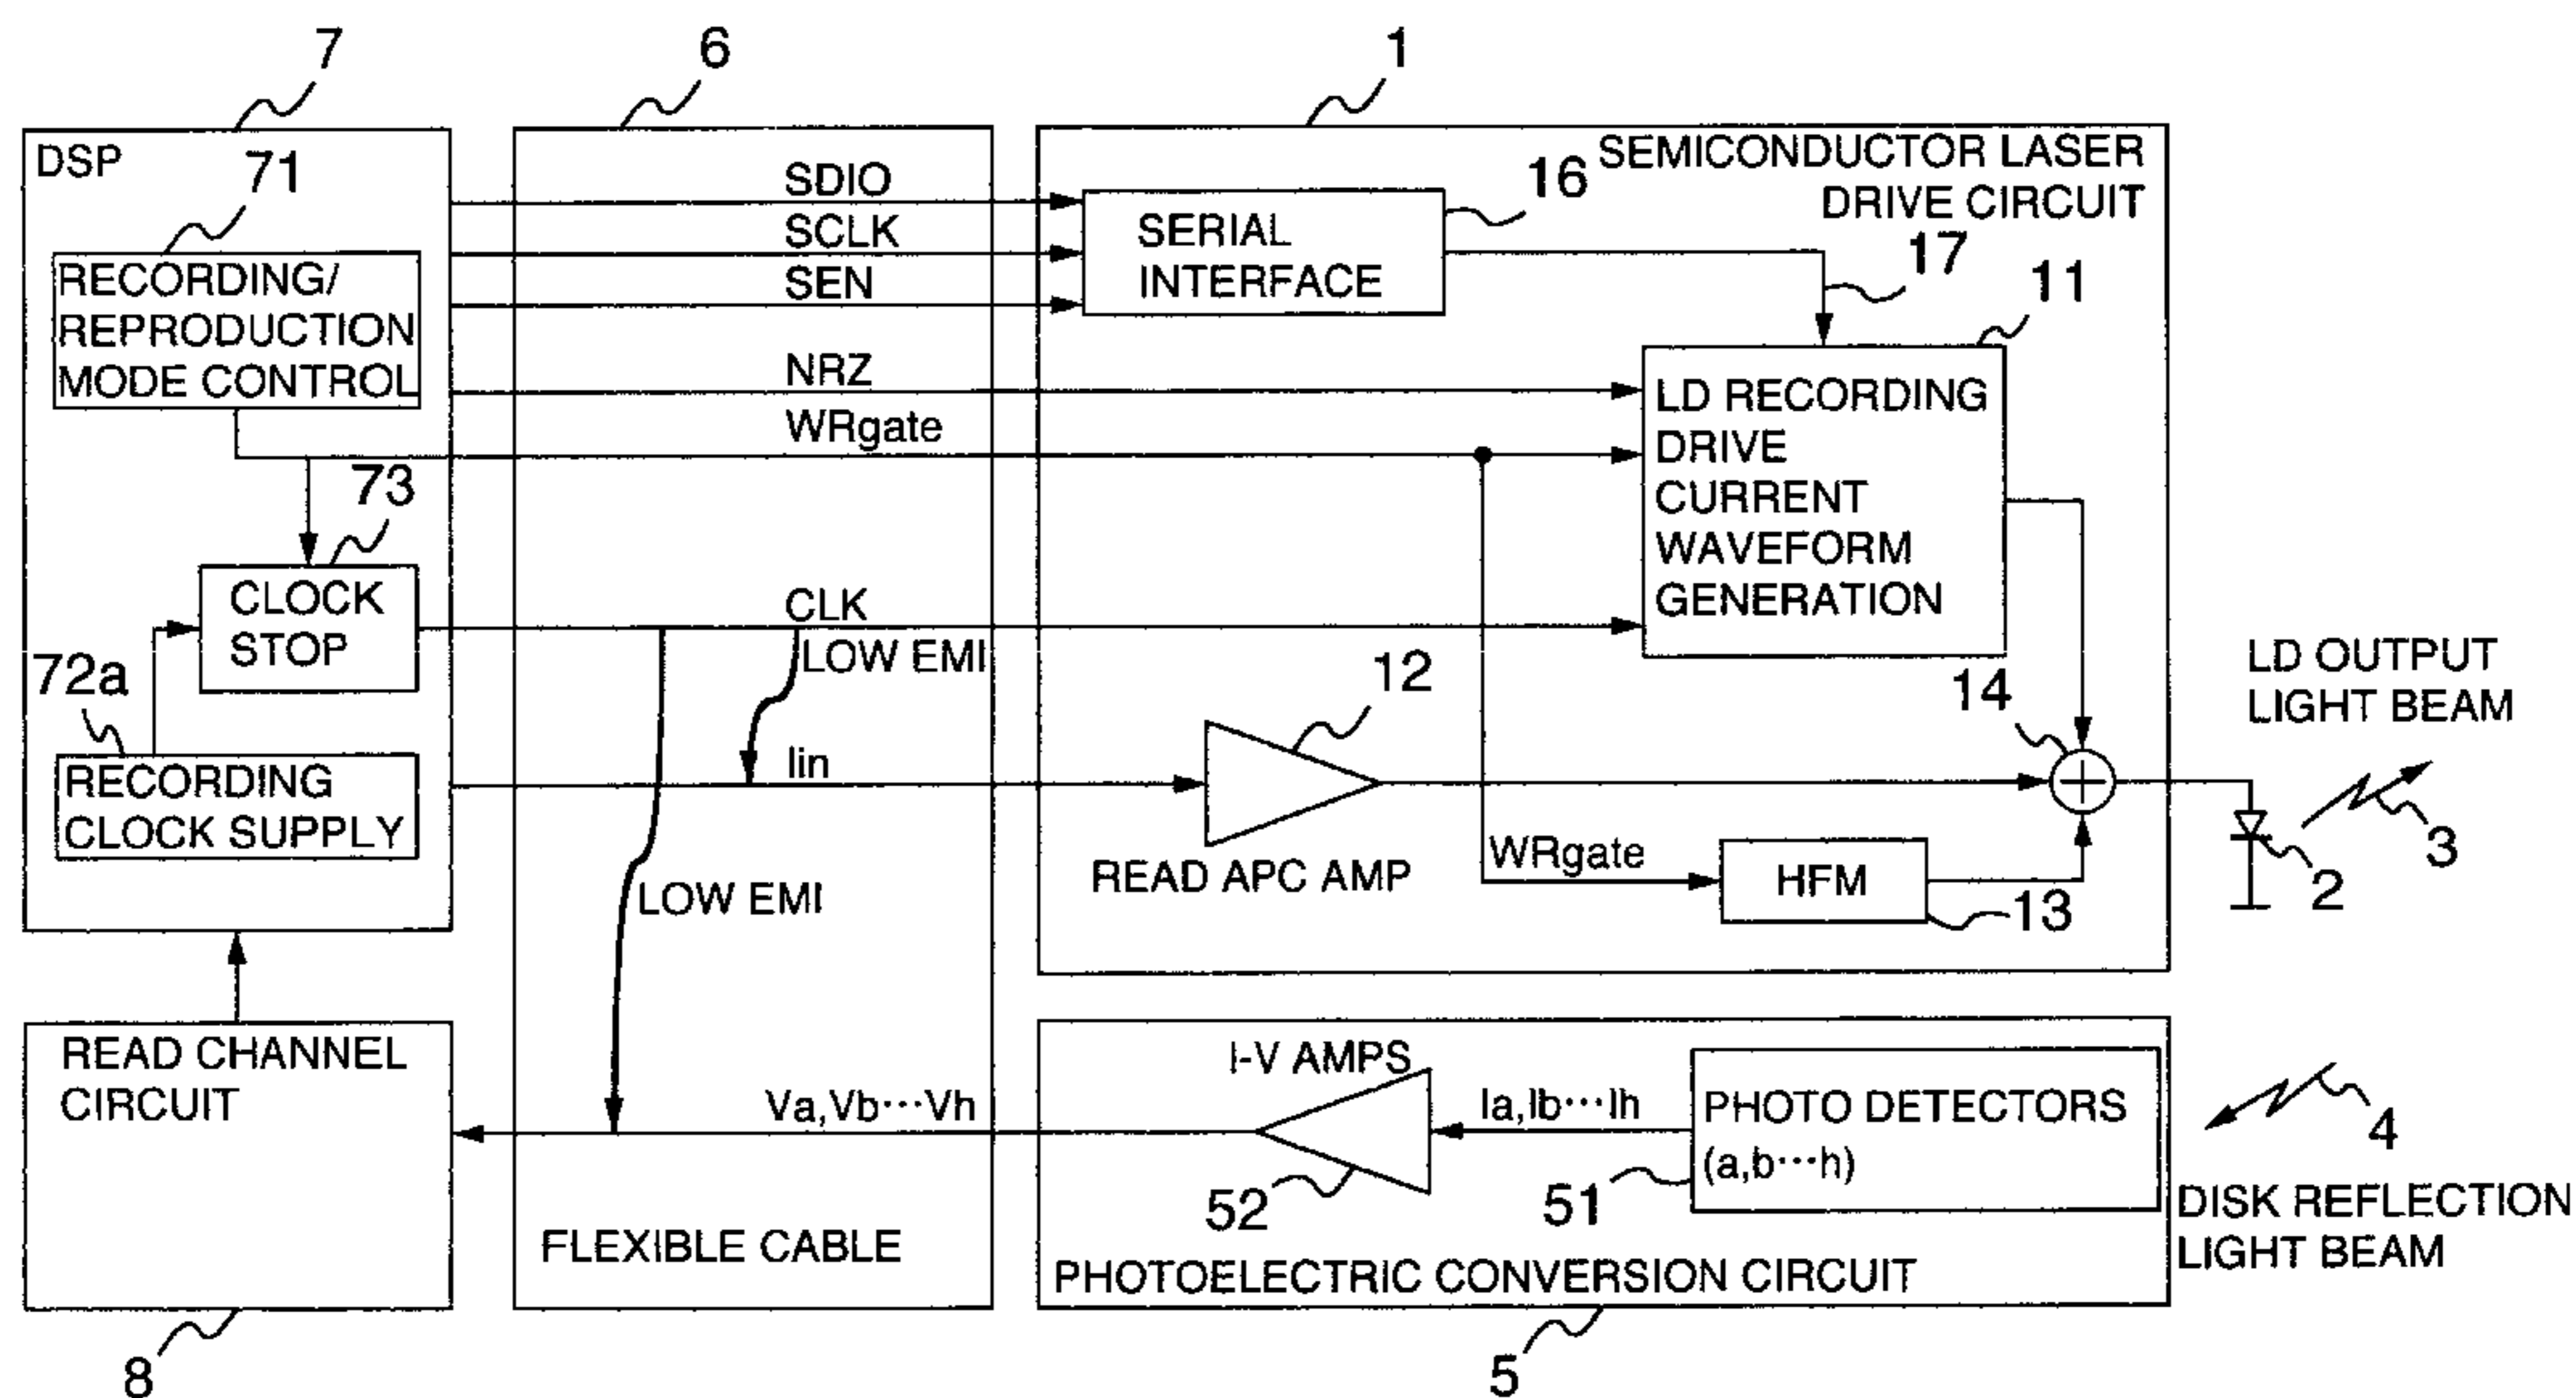 7
6
1
DSP
71
RECORDING/
REPRODUCTION
MODE CONTROL
73
CLOCK
STOP
72a
RECORDING
CLOCK SUPPLY
READ CHANNEL
CIRCUIT
8
SDIO
SCLK
SEN
NRZ
WRgate
CLK
LOW EMI
Iin
LOW EMI
Va,Vb···Vh
FLEXIBLE CABLE
SEMICONDUCTOR LASER
DRIVE CIRCUIT
16
SERIAL
INTERFACE
17
11
LD RECORDING
DRIVE
CURRENT
WAVEFORM
GENERATION
12
READ APC AMP
14
WRgate
HFM
13
LD OUTPUT
LIGHT BEAM
3
2
I-V AMPS
52
Ia,Ib···Ih
PHOTO DETECTORS
(a,b···h)
51
PHOTOELECTRIC CONVERSION CIRCUIT
5
4
DISK REFLECTION
LIGHT BEAM